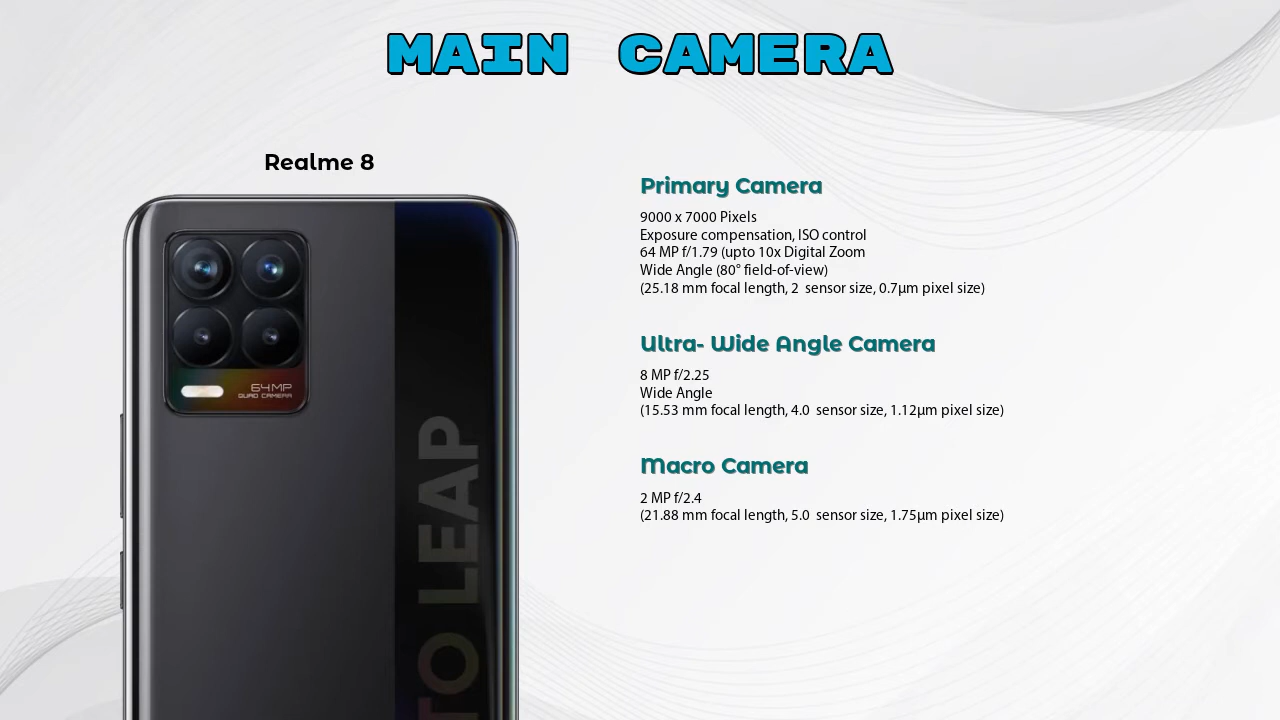 MAIN CAMERA
Realme 8
64MP
QUAD CAMERA
TO LEAP
Primary Camera
9000 x 7000 Pixels
Exposure compensation, ISO control
64 MP f/1.79 (upto 10x Digital Zoom
Wide Angle (80° field-of-view)
(25.18 mm focal length, 2  sensor size, 0.7µm pixel size)
Ultra- Wide Angle Camera
8 MP f/2.25
Wide Angle
(15.53 mm focal length, 4.0  sensor size, 1.12µm pixel size)
Macro Camera
2 MP f/2.4
(21.88 mm focal length, 5.0  sensor size, 1.75µm pixel size)